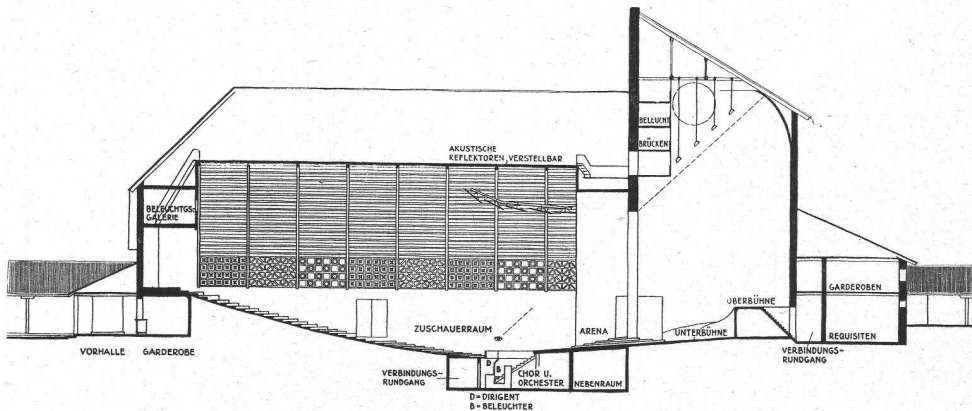 AKUSTISCHE
REFLEKTOREN, VERSTELLBAR
BELEUCHT
BRÜCKEN
BELEUCHTGS-
GALERIE
GARDEROBEN
OBERBÜHNE
ZUSCHAUERRAUM
ARENA
UNTERBÜHNE
REQUISITEN
VORHALLE
GARDEROBE
VERBINDUNGS-
RUNDGANG
VERBINDUNGS-
RUNDGANG
D
B
CHOR U.
ORCHESTER
NEBENRAUM
D = DIRIGENT
B = BELEUCHTER